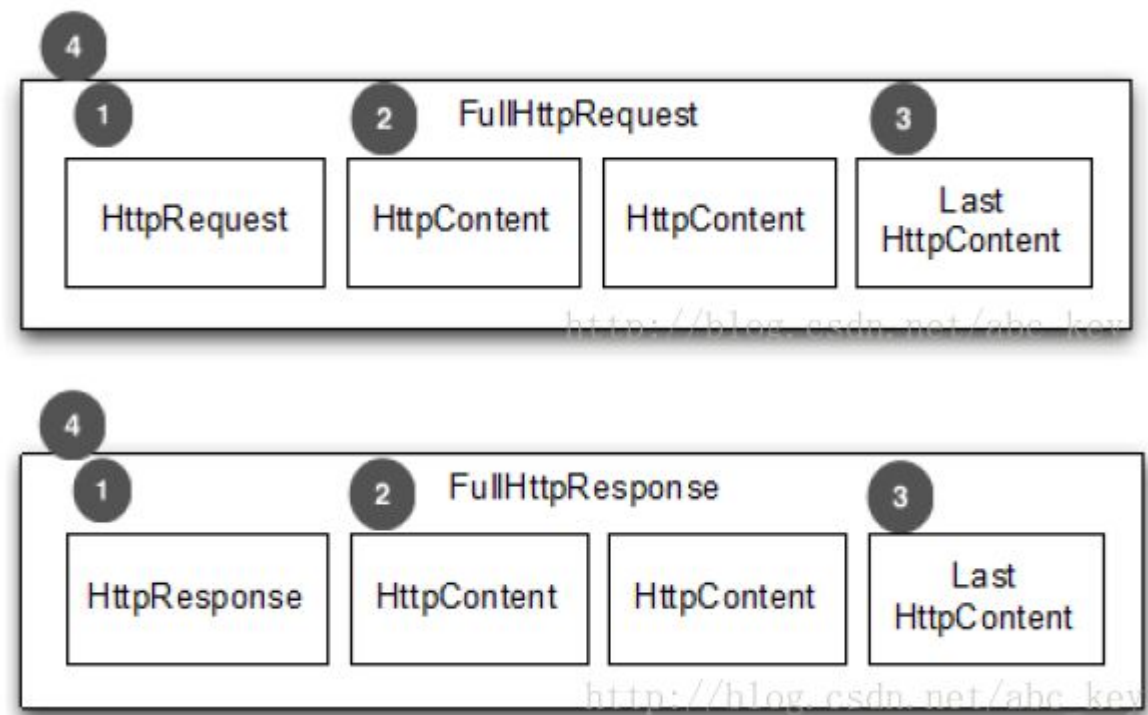 4
1
2
FullHttpRequest
3
HttpRequest
HttpContent
HttpContent
Last
HttpContent
http://blog.csdn.net/abc_key
4
1
2
FullHttpResponse
3
HttpResponse
HttpContent
HttpContent
Last
HttpContent
http://blog.csdn.net/abc_key